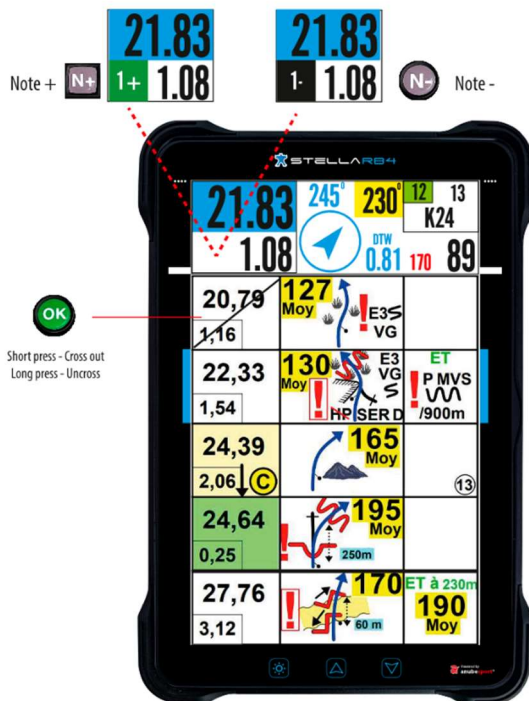 21.83
1+ 1.08
21.83
1- 1.08
Note + N+
N- Note -
STELLAR84
21.83
1.08
245°
230°
12 13
K24
DTW
0.81 170 89
OK
Short press - Cross out
Long press - Uncross
20,79
1,16
127
Moy
E3
VG
22,33
1,54
130
Moy
E3
VG
HP SER D
ET
P MVS
/900m
24,39
2,06 C
165
Moy
13
24,64
0,25
195
Moy
250m
27,76
3,12
170
60 m
ET à 230m
190
Moy
Powered by
anubesport